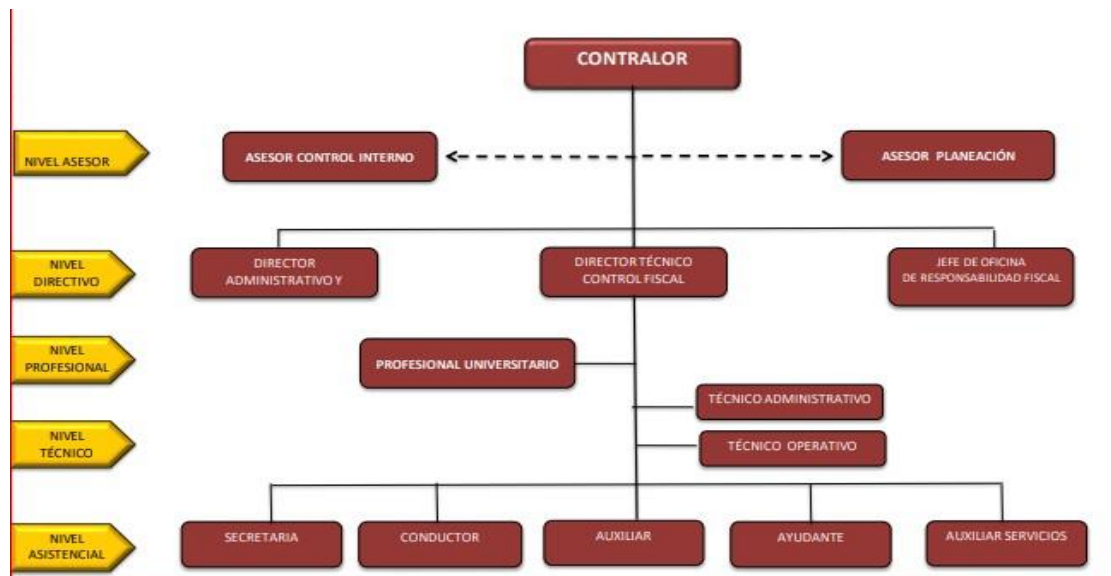 CONTRALOR
NIVEL ASESOR
ASESOR CONTROL INTERNO
ASESOR PLANEACIÓN
NIVEL
DIRECTIVO
DIRECTOR
ADMINISTRATIVO Y
DIRECTOR TÉCNICO
CONTROL FISCAL
JEFE DE OFICINA
DE RESPONSABILIDAD FISCAL
NIVEL
PROFESIONAL
PROFESIONAL UNIVERSITARIO
TÉCNICO ADMINISTRATIVO
NIVEL
TÉCNICO
TÉCNICO OPERATIVO
NIVEL
ASISTENCIAL
SECRETARIA
CONDUCTOR
AUXILIAR
AYUDANTE
AUXILIAR SERVICIOS